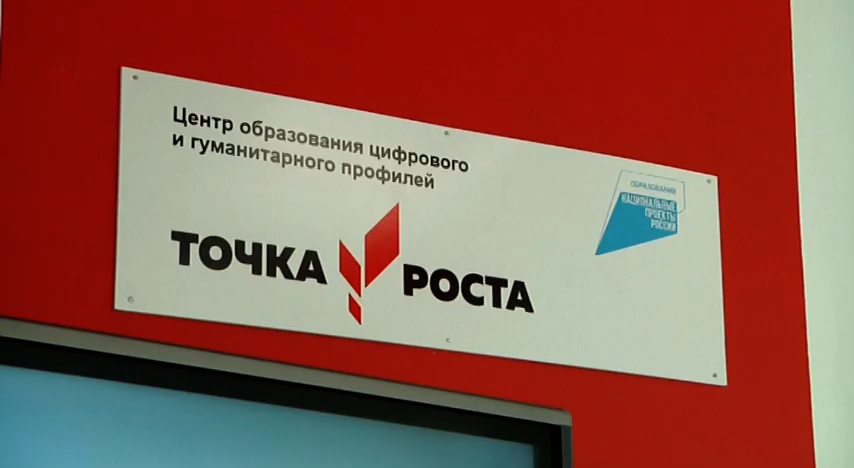 Центр образования цифрового
и гуманитарного профилей
ТОЧКА РОСТА
ОБРАЗОВАНИЕ
НАЦИОНАЛЬНЫЕ
ПРОЕКТЫ
РОССИИ